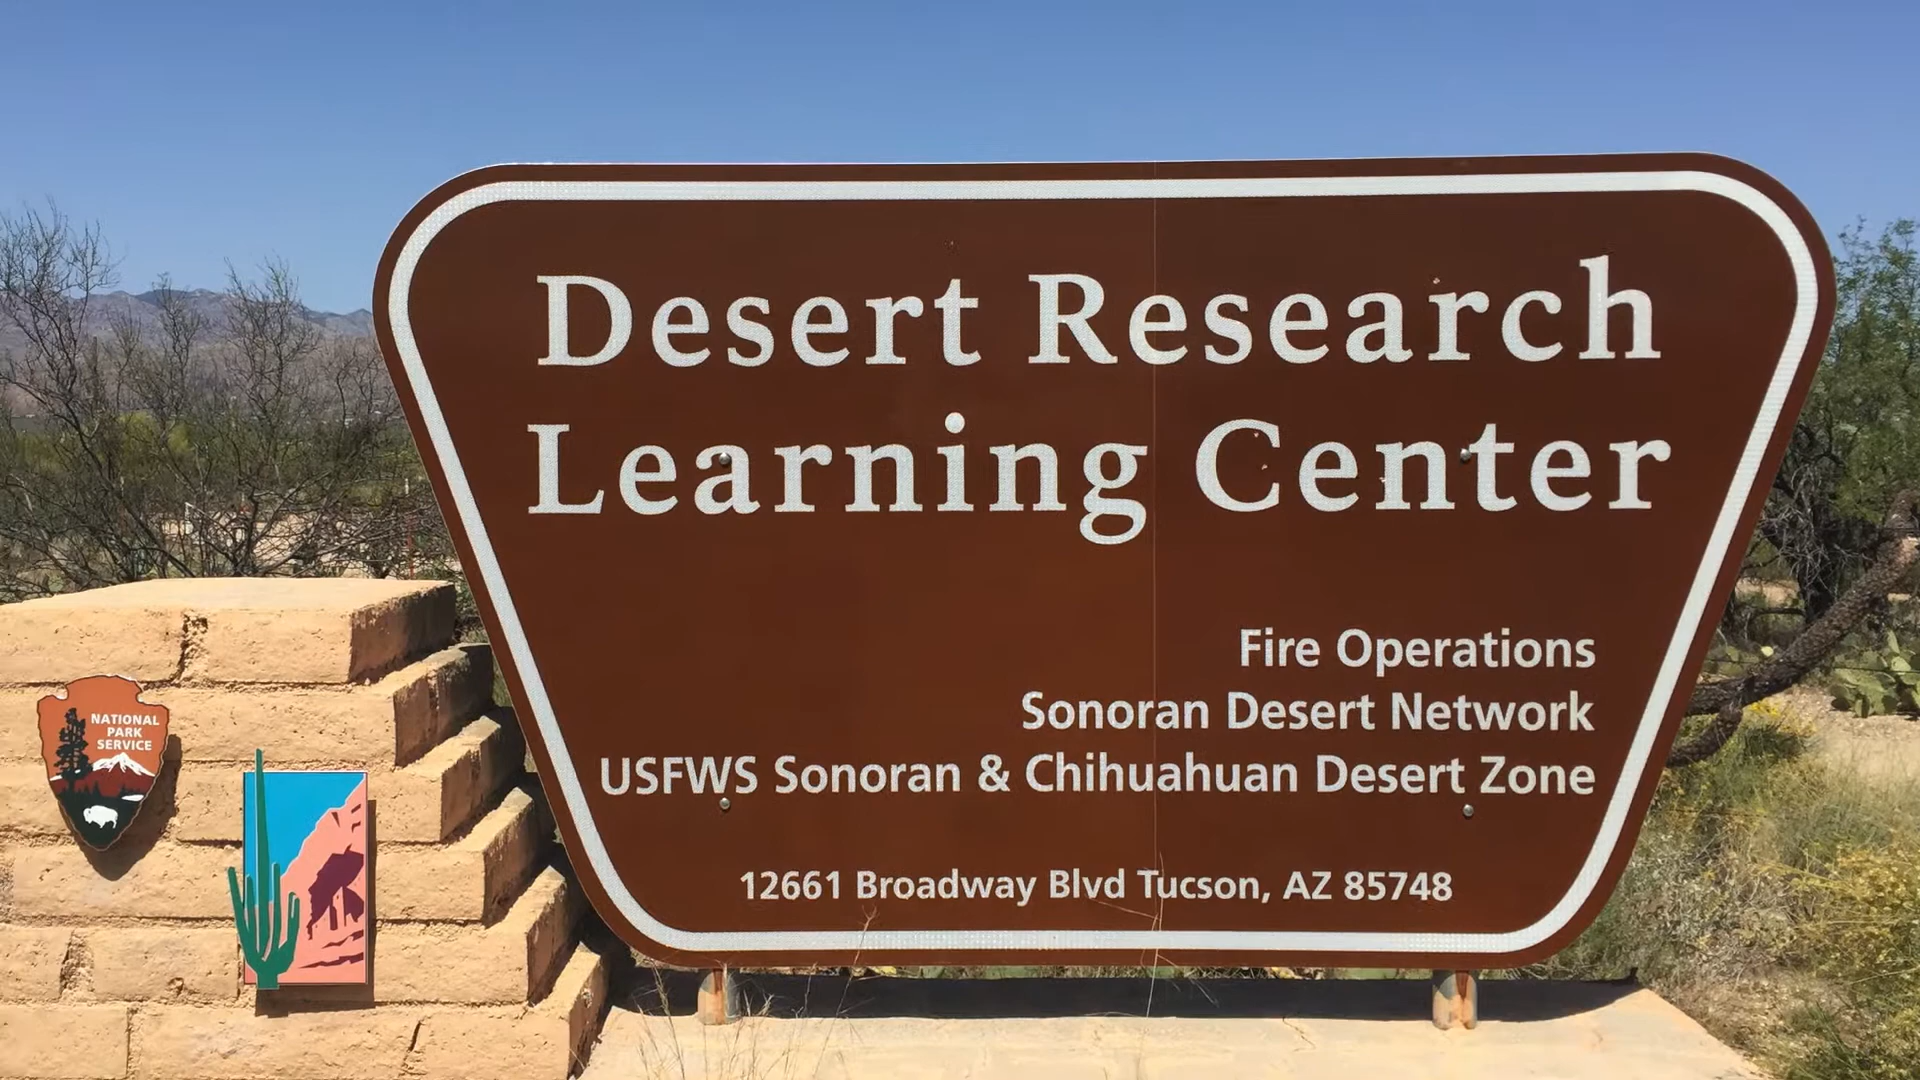 Desert Research
Learning Center
Fire Operations
Sonoran Desert Network
USFWS Sonoran & Chihuahuan Desert Zone
12661 Broadway Blvd Tucson, AZ 85748
NATIONAL
PARK
SERVICE